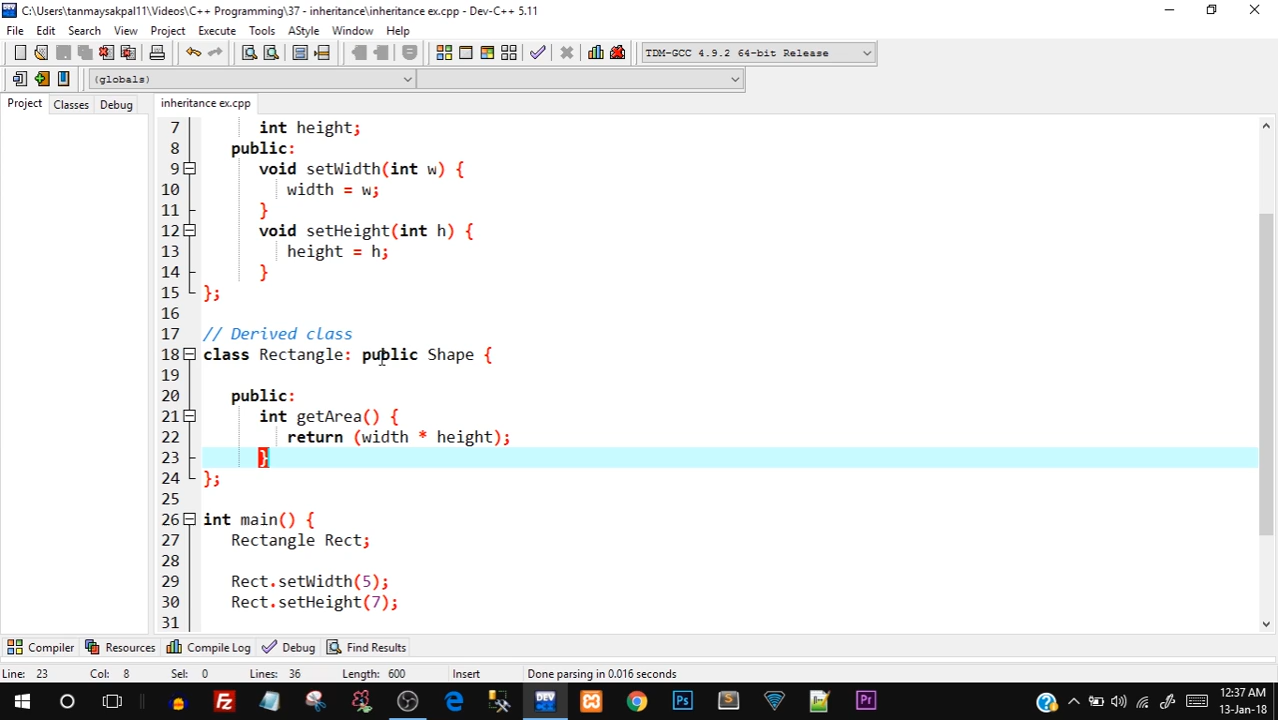 C:\Users\tanmaysakpal11\Videos\C++ Programming\37 - inheritance\inheritance ex.cpp - Dev-C++ 5.11
File Edit Search View Project Execute Tools AStyle Window Help
TDM-GCC 4.9.2 64-bit Release
(globals)
Project Classes Debug inheritance ex.cpp
7 int height;
8 public:
9 void setWidth(int w) {
10 width = w;
11 }
12 void setHeight(int h) {
13 height = h;
14 }
15 };
16
17 // Derived class
18 class Rectangle: public Shape {
19
20 public:
21 int getArea() {
22 return (width * height);
23 }
24 };
25
26 int main() {
27 Rectangle Rect;
28
29 Rect.setWidth(5);
30 Rect.setHeight(7);
31
Compiler Resources Compile Log Debug Find Results
Line: 23 Col: 8 Sel: 0 Lines: 36 Length: 600 Insert Done parsing in 0.016 seconds
12:37 AM
13-Jan-18